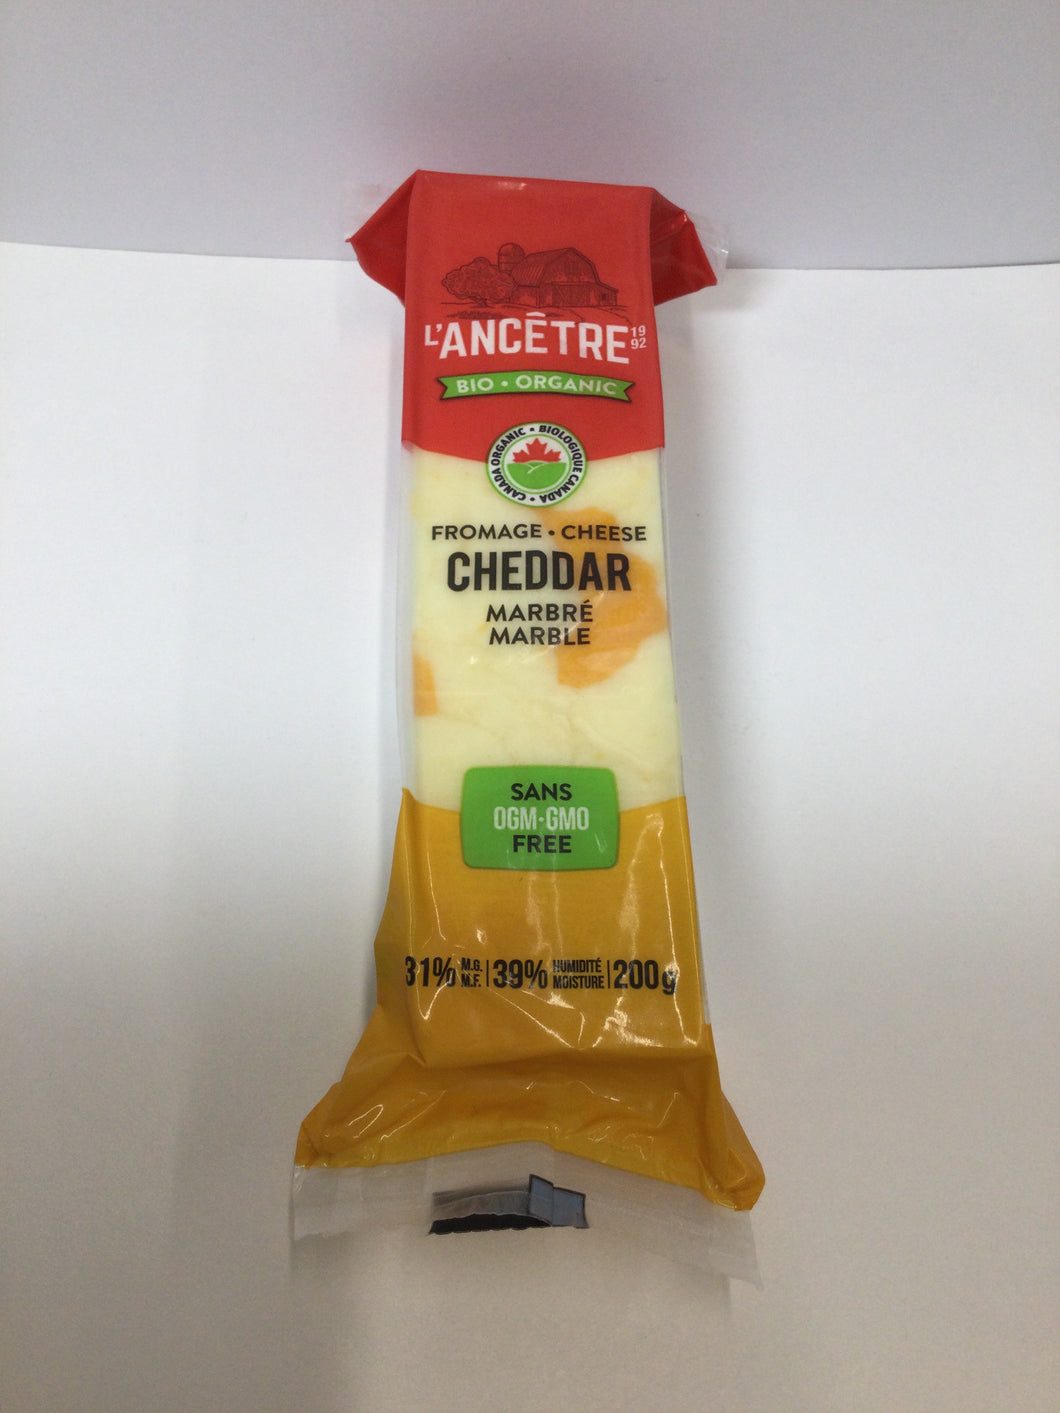 L'ANCÊTRE 1992
BIO • ORGANIC
CANADA ORGANIC • BIOLOGIQUE CANADA •
FROMAGE • CHEESE
CHEDDAR
MARBRÉ
MARBLE
SANS
OGM•GMO
FREE
31% M.G. M.F. | 39% HUMIDITÉ MOISTURE | 200g